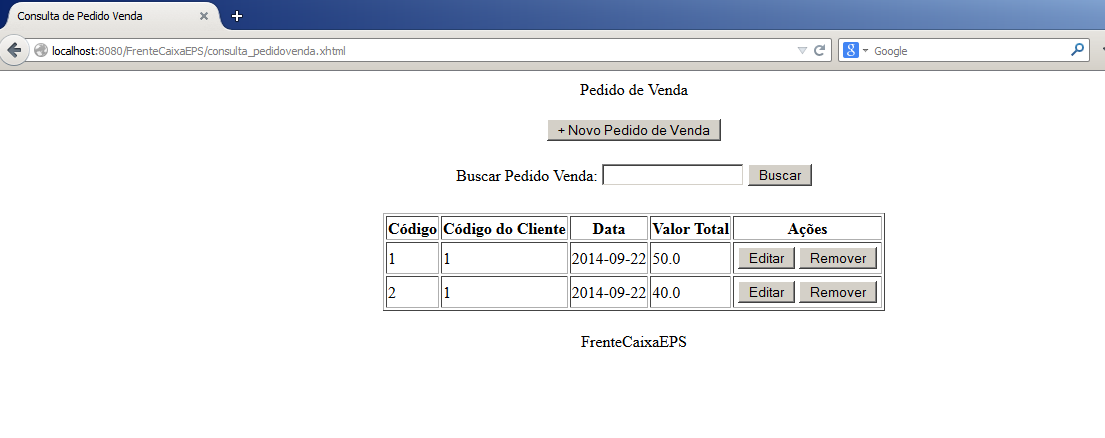 Consulta de Pedido Venda
localhost:8080/FrenteCaixaEPS/consulta_pedidovenda.xhtml
Google
Pedido de Venda
+ Novo Pedido de Venda
Buscar Pedido Venda: Buscar
Código Código do Cliente Data Valor Total Ações
1 1 2014-09-22 50.0 Editar Remover
2 1 2014-09-22 40.0 Editar Remover
FrenteCaixaEPS